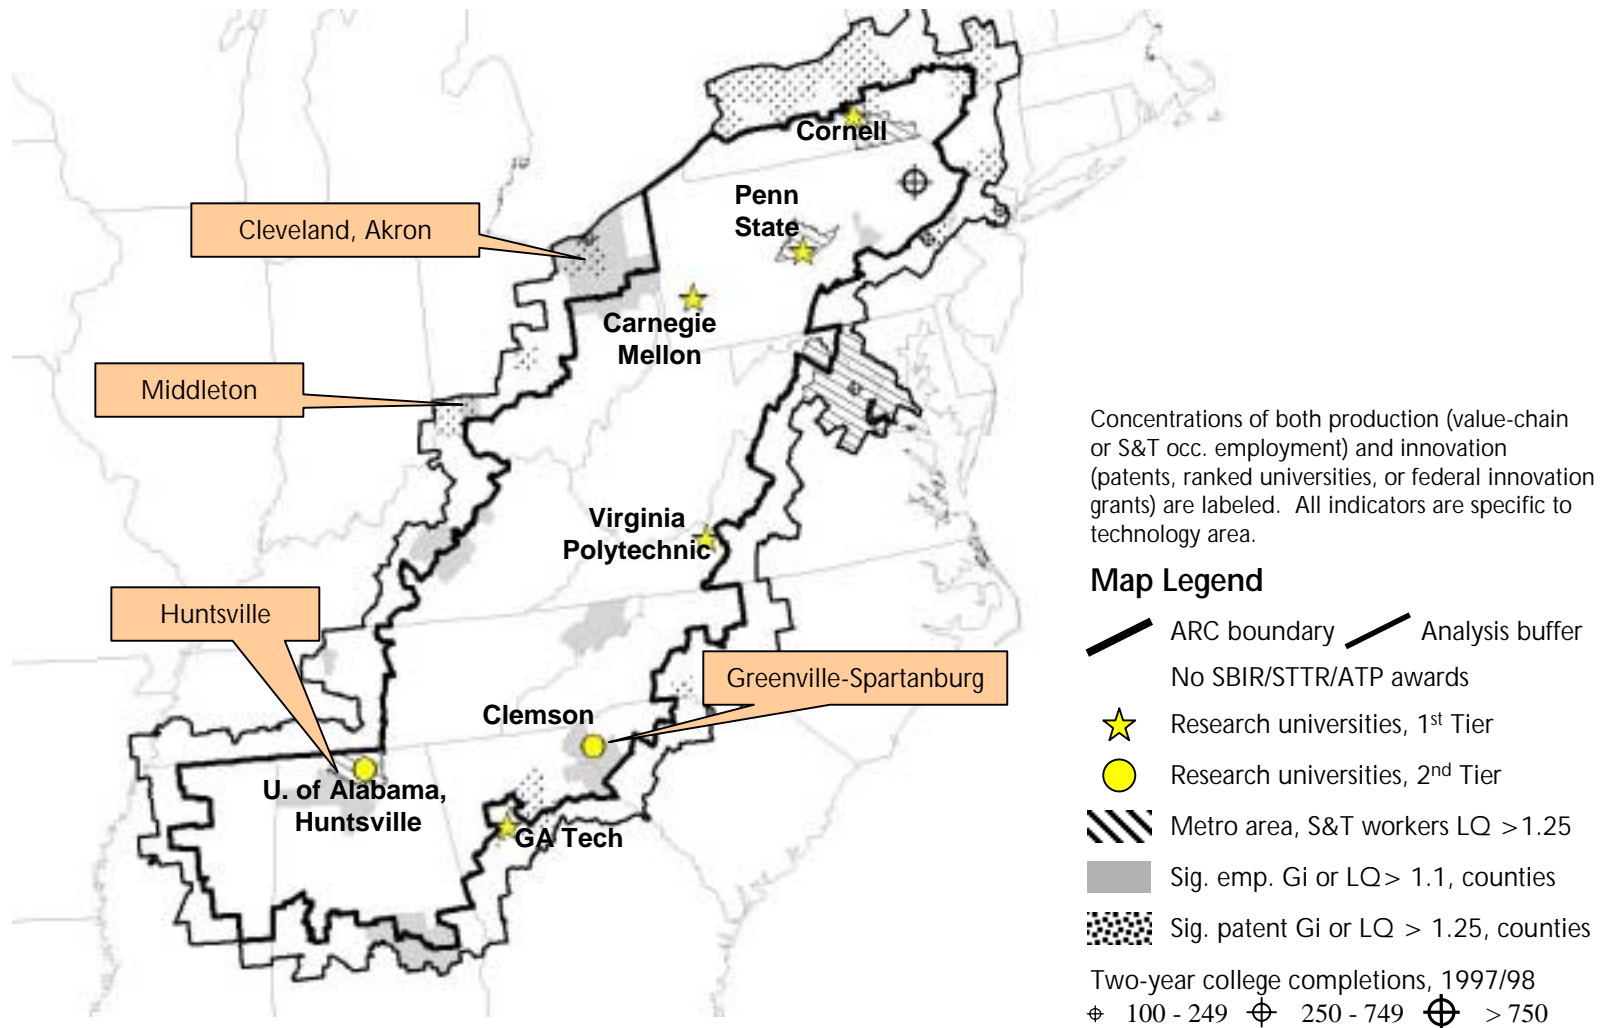 Cornell
Penn
State
Cleveland, Akron
Carnegie
Mellon
Middleton
Virginia
Polytechnic
Huntsville
Greenville-Spartanburg
Clemson
U. of Alabama,
Huntsville
GA Tech
Concentrations of both production (value-chain
or S&T occ. employment) and innovation
(patents, ranked universities, or federal innovation
grants) are labeled. All indicators are specific to
technology area.
Map Legend
ARC boundary Analysis buffer
No SBIR/STTR/ATP awards
Research universities, 1st Tier
Research universities, 2nd Tier
Metro area, S&T workers LQ >1.25
Sig. emp. Gi or LQ> 1.1, counties
Sig. patent Gi or LQ > 1.25, counties
Two-year college completions, 1997/98
100 - 249 250 - 749 > 750